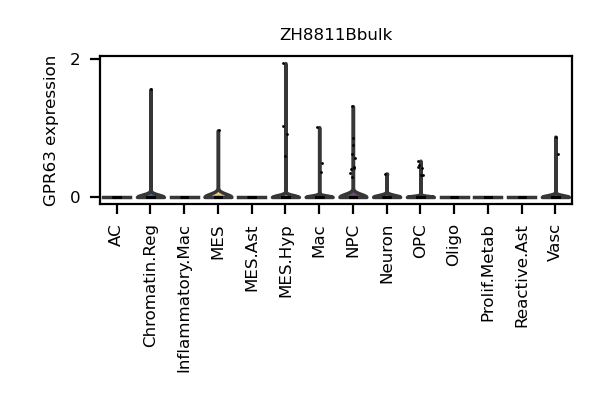 ZH8811Bbulk
GPR63 expression
2
0
AC
Chromatin.Reg
Inflammatory.Mac
MES
MES.Ast
MES.Hyp
Mac
NPC
Neuron
OPC
Oligo
Prolif.Metab
Reactive.Ast
Vasc